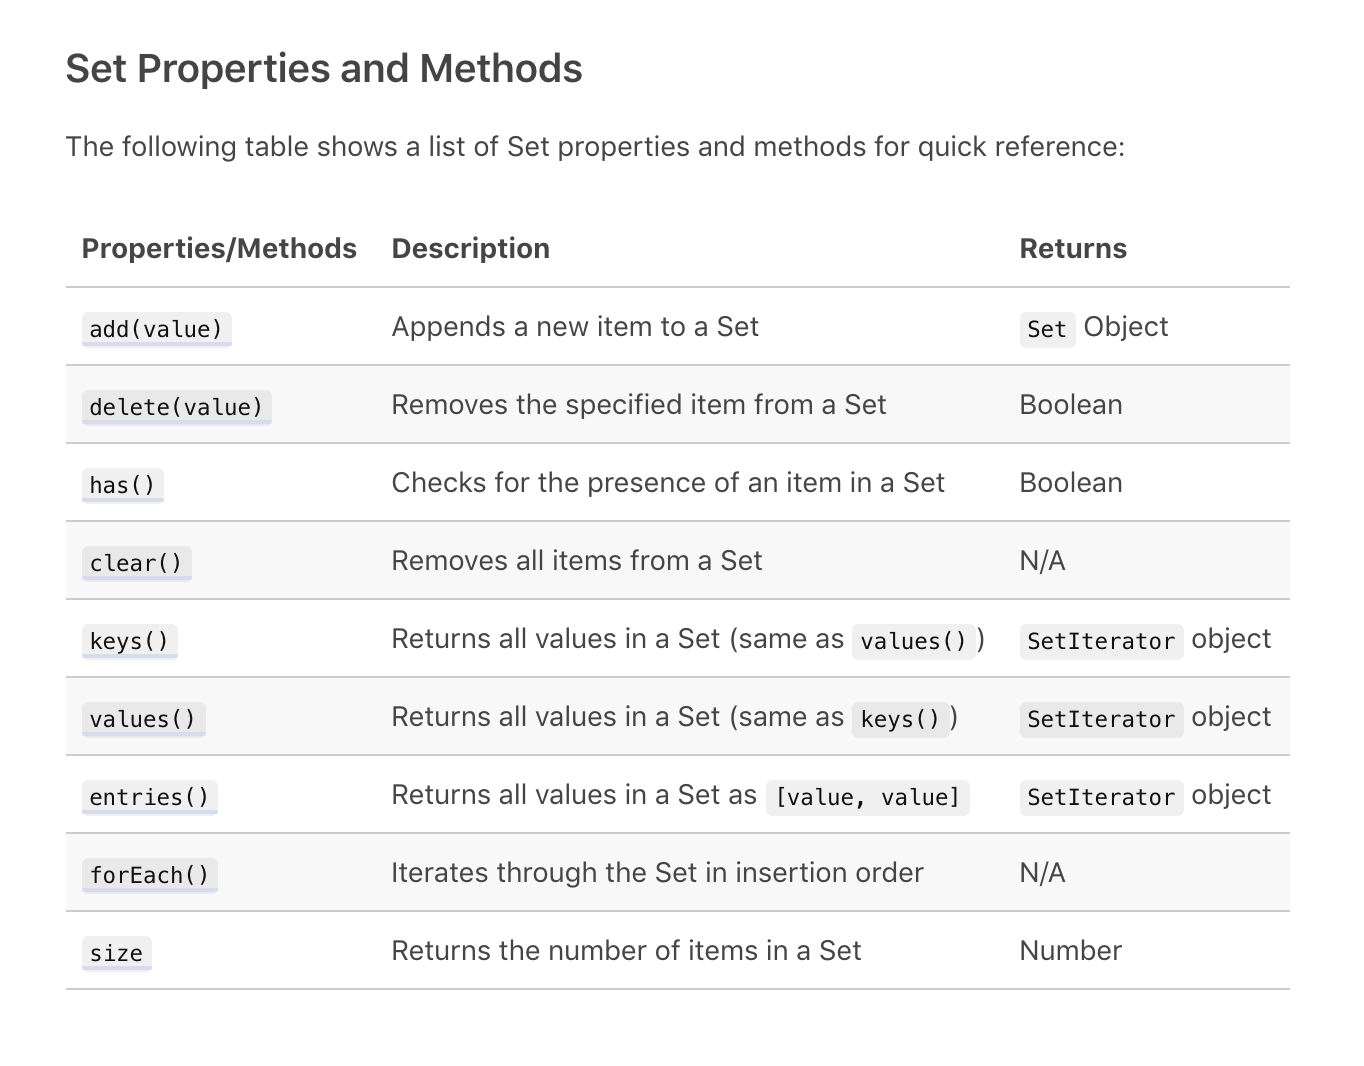 Set Properties and Methods
The following table shows a list of Set properties and methods for quick reference:
Properties/Methods Description Returns
add(value) Appends a new item to a Set Set Object
delete(value) Removes the specified item from a Set Boolean
has() Checks for the presence of an item in a Set Boolean
clear() Removes all items from a Set N/A
keys() Returns all values in a Set (same as values()) SetIterator object
values() Returns all values in a Set (same as keys()) SetIterator object
entries() Returns all values in a Set as [value, value] SetIterator object
forEach() Iterates through the Set in insertion order N/A
size Returns the number of items in a Set Number